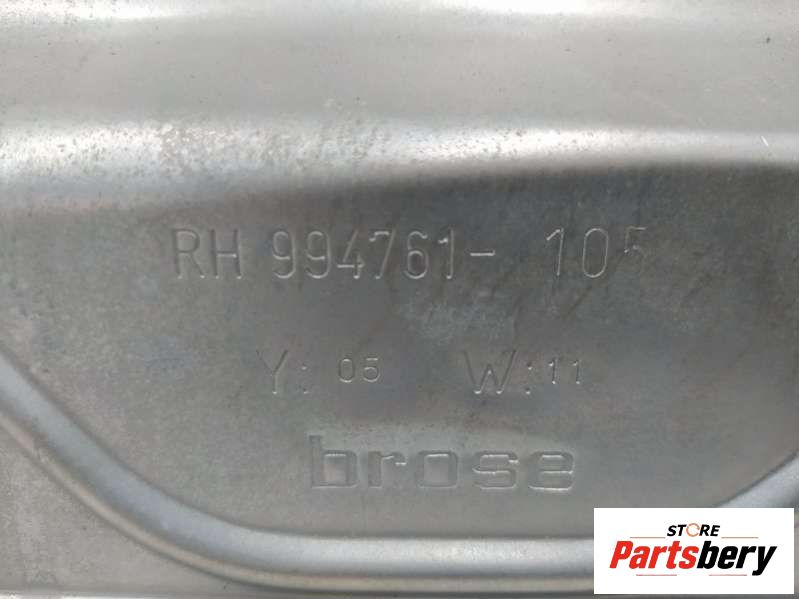 RH 994761- 105
Y: 05 W:11
brose
STORE
Partsbery